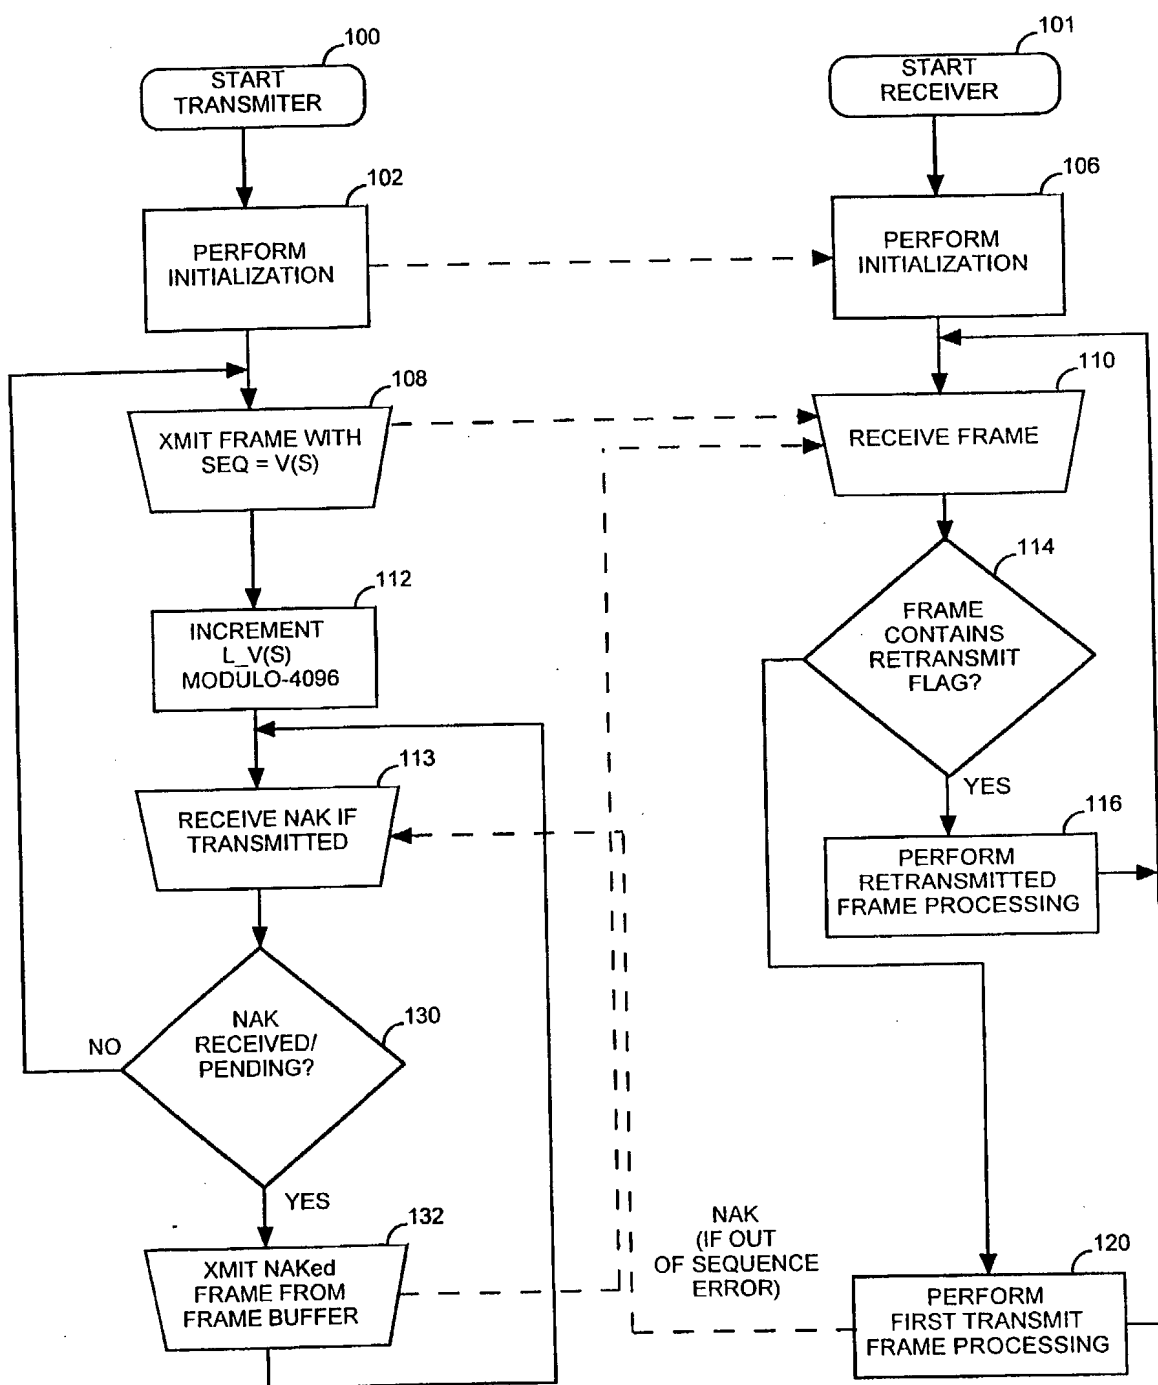 100
START
TRANSMITER
102
PERFORM
INITIALIZATION
108
XMIT FRAME WITH
SEQ = V(S)
112
INCREMENT
L_V(S)
MODULO-4096
113
RECEIVE NAK IF
TRANSMITTED
130
NAK
RECEIVED/
PENDING?
NO
YES
132
XMIT NAKed
FRAME FROM
FRAME BUFFER
101
START
RECEIVER
106
PERFORM
INITIALIZATION
110
RECEIVE FRAME
114
FRAME
CONTAINS
RETRANSMIT
FLAG?
YES
116
PERFORM
RETRANSMITTED
FRAME PROCESSING
NAK
(IF OUT
OF SEQUENCE
ERROR)
120
PERFORM
FIRST TRANSMIT
FRAME PROCESSING